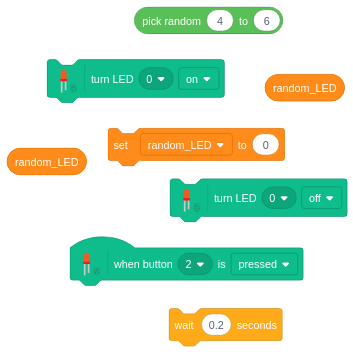 pick random 4 to 6
turn LED 0 on
random_LED
set random_LED to 0
random_LED
turn LED 0 off
when button 2 is pressed
wait 0.2 seconds